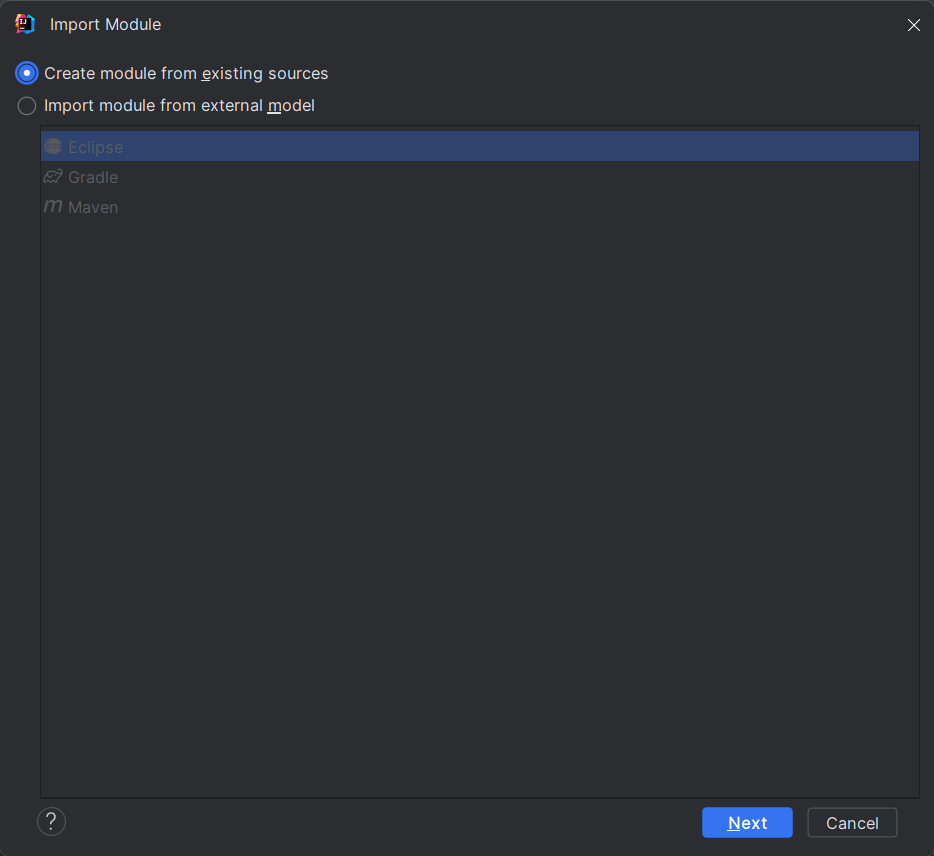 Import Module
Create module from existing sources
Import module from external model
Eclipse
Gradle
m Maven
?
Next
Cancel